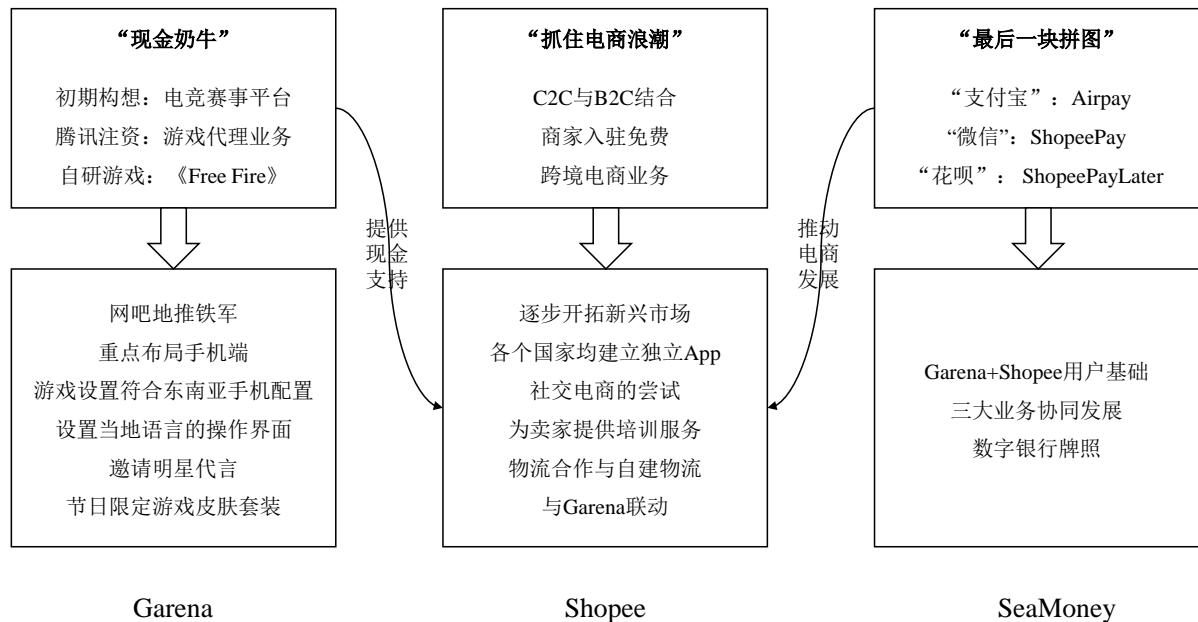 “现金奶牛”
初期构想：电竞赛事平台
腾讯注资：游戏代理业务
自研游戏：《Free Fire》
“抓住电商浪潮”
C2C与B2C结合
商家入驻免费
跨境电商业务
“最后一块拼图”
“支付宝”：Airpay
“微信”：ShopeePay
“花呗”： ShopeePayLater
提供
现金
支持
推动
电商
发展
网吧地推铁军
重点布局手机端
游戏设置符合东南亚手机配置
设置当地语言的操作界面
邀请明星代言
节日限定游戏皮肤套装
逐步开拓新兴市场
各个国家均建立独立App
社交电商的尝试
为卖家提供培训服务
物流合作与自建物流
与Garena联动
Garena+Shopee用户基础
三大业务协同发展
数字银行牌照
Garena
Shopee
SeaMoney